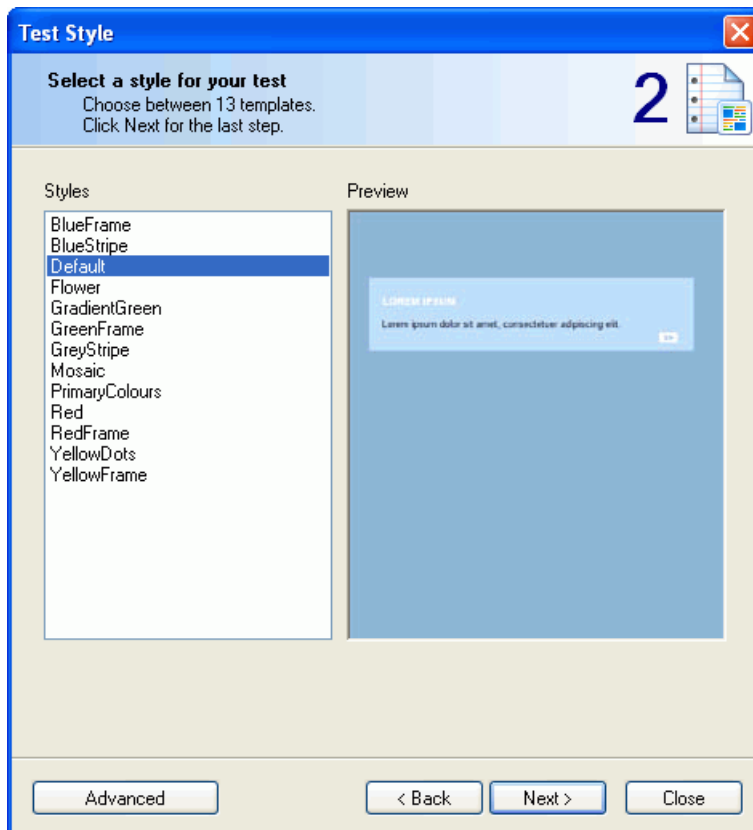 Test Style
Select a style for your test
Choose between 13 templates.
Click Next for the last step.
2
Styles
BlueFrame
BlueStripe
Default
Flower
GradientGreen
GreenFrame
GreyStripe
Mosaic
PrimaryColours
Red
RedFrame
YellowDots
YellowFrame
Preview
LOREM IPSUM
Lorem ipsum dolor sit amet, consectetuer adipiscing elit.
>>
Advanced
< Back
Next >
Close